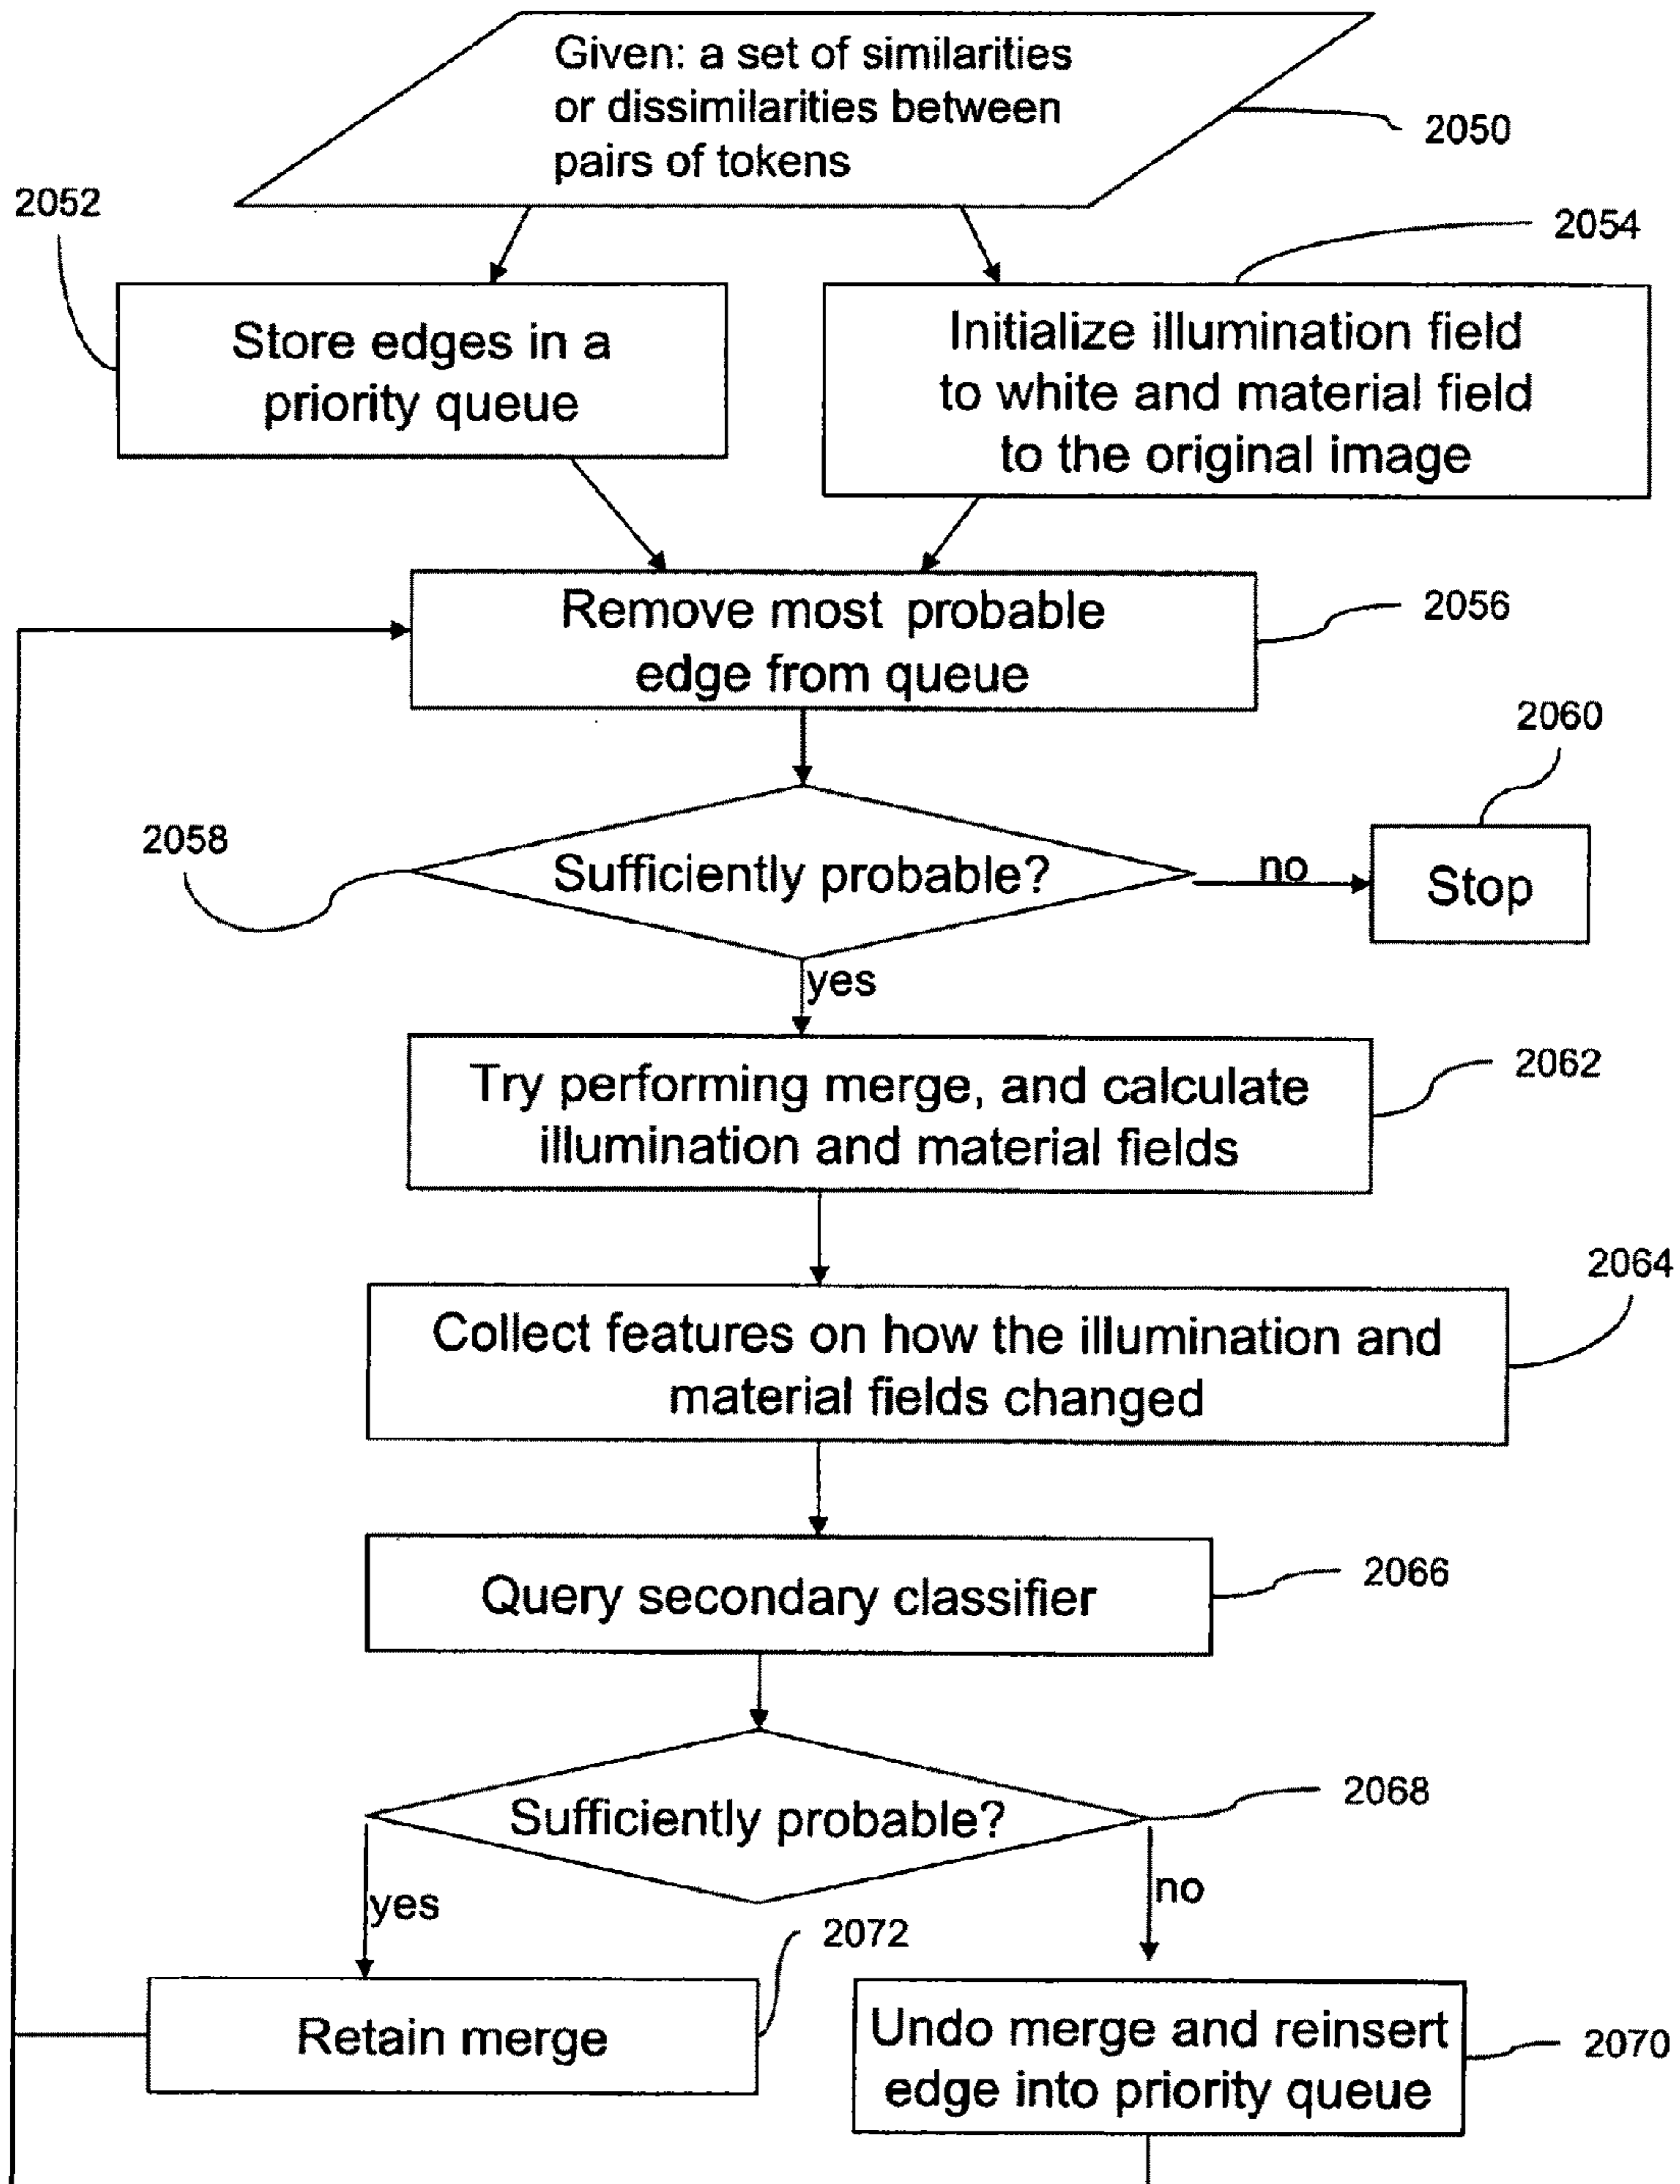 Given: a set of similarities
or dissimilarities between
pairs of tokens
2050
2052
2054
Store edges in a
priority queue
Initialize illumination field
to white and material field
to the original image
Remove most probable
edge from queue
2056
2060
2058
Sufficiently probable?
no
Stop
yes
Try performing merge, and calculate
illumination and material fields
2062
2064
Collect features on how the illumination and
material fields changed
Query secondary classifier
2066
Sufficiently probable?
2068
yes
no
2072
Retain merge
Undo merge and reinsert
edge into priority queue
2070